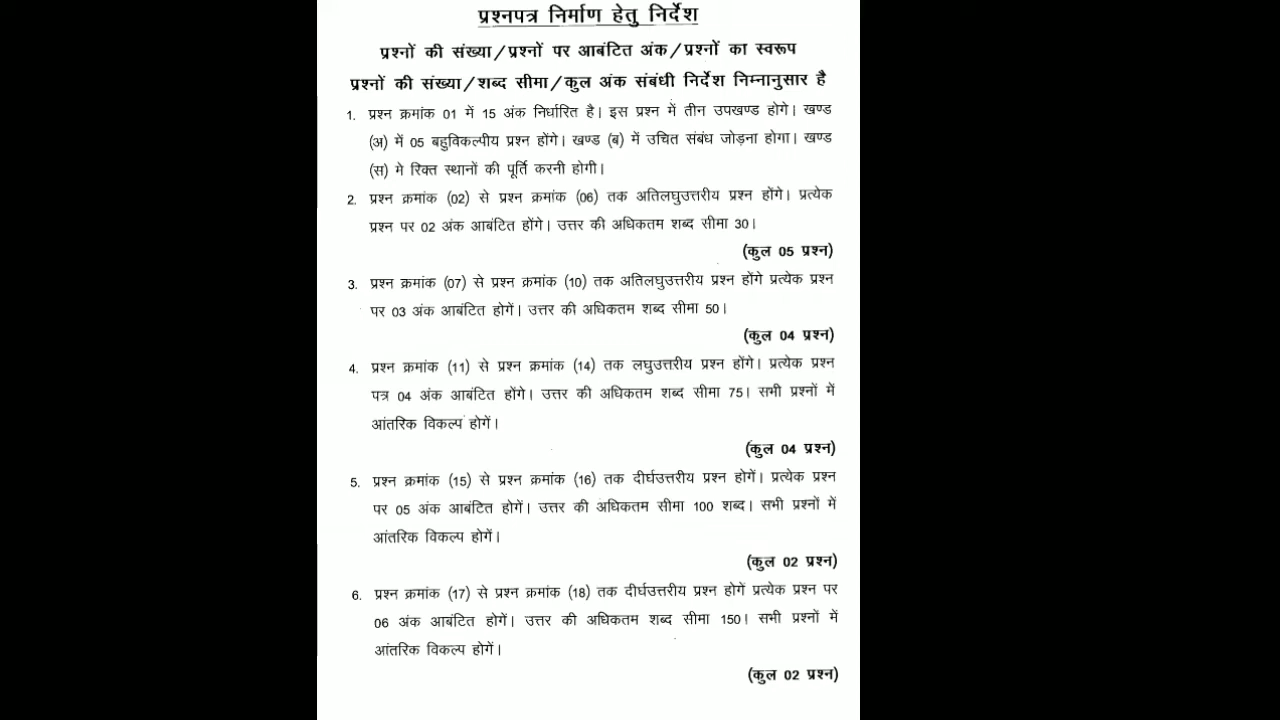 प्रश्नपत्र निर्माण हेतु निर्देश
प्रश्नों की संख्या/प्रश्नों पर आबंटित अंक/प्रश्नों का स्वरूप
प्रश्नों की संख्या/शब्द सीमा/कुल अंक संबंधी निर्देश निम्नानुसार है
1. प्रश्न क्रमांक 01 में 15 अंक निर्धारित है। इस प्रश्न में तीन उपखण्ड होगे। खण्ड
(अ) में 05 बहुविकल्पीय प्रश्न होंगे। खण्ड (ब) में उचित संबंध जोड़ना होगा। खण्ड
(स) मे रिक्त स्थानों की पूर्ति करनी होगी।
2. प्रश्न क्रमांक (02) से प्रश्न क्रमांक (06) तक अतिलघुउत्तरीय प्रश्न होंगे। प्रत्येक
प्रश्न पर 02 अंक आबंटित होंगे। उत्तर की अधिकतम शब्द सीमा 30।
(कुल 05 प्रश्न)
3. प्रश्न क्रमांक (07) से प्रश्न क्रमांक (10) तक अतिलघुउत्तरीय प्रश्न होंगे प्रत्येक प्रश्न
पर 03 अंक आबंटित होगें। उत्तर की अधिकतम शब्द सीमा 50।
(कुल 04 प्रश्न)
4. प्रश्न क्रमांक (11) से प्रश्न क्रमांक (14) तक लघुउत्तरीय प्रश्न होंगे। प्रत्येक प्रश्न
पत्र 04 अंक आबंटित होंगे। उत्तर की अधिकतम शब्द सीमा 75। सभी प्रश्नों में
आंतरिक विकल्प होगें।
(कुल 04 प्रश्न)
5. प्रश्न क्रमांक (15) से प्रश्न क्रमांक (16) तक दीर्घउत्तरीय प्रश्न होगें। प्रत्येक प्रश्न
पर 05 अंक आबंटित होगें। उत्तर की अधिकतम सीमा 100 शब्द। सभी प्रश्नों में
आंतरिक विकल्प होगें।
(कुल 02 प्रश्न)
6. प्रश्न क्रमांक (17) से प्रश्न क्रमांक (18) तक दीर्घउत्तरीय प्रश्न होगें प्रत्येक प्रश्न पर
06 अंक आबंटित होगें। उत्तर की अधिकतम शब्द सीमा 150। सभी प्रश्नों में
आंतरिक विकल्प होगें।
(कुल 02 प्रश्न)